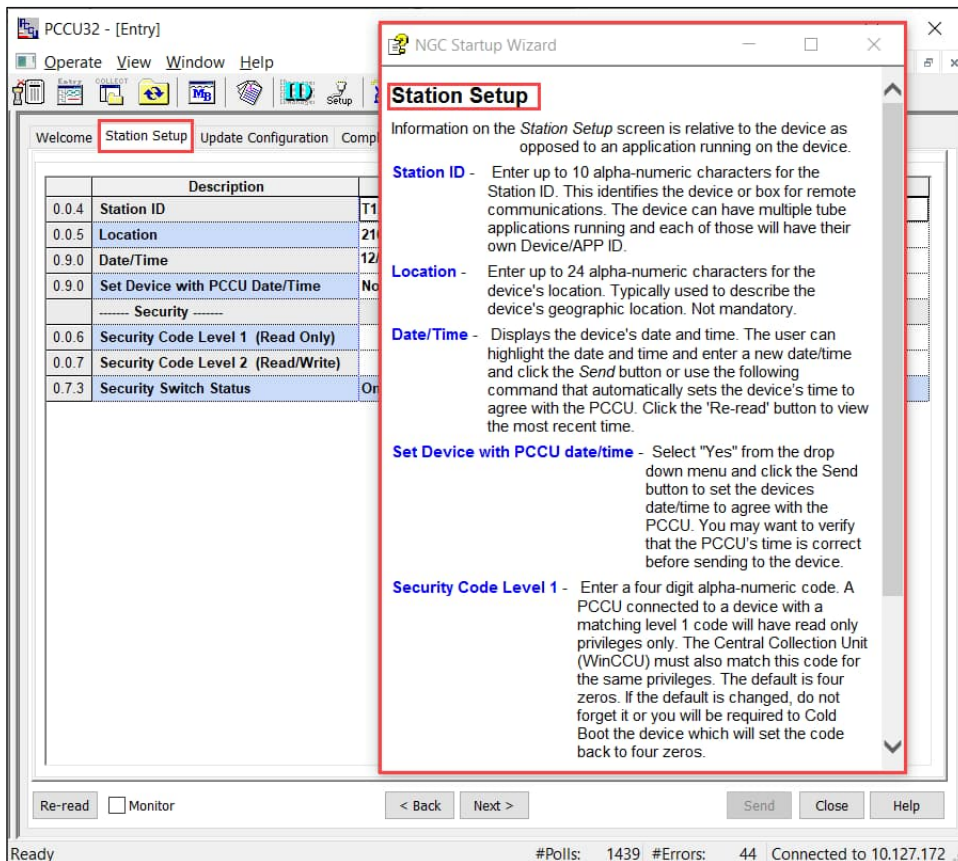 PCCU32 - [Entry]
Operate View Window Help
Entry COLLECT MB ID Setup
Welcome Station Setup Update Configuration
Description
0.0.4 Station ID
0.0.5 Location
0.9.0 Date/Time
0.9.0 Set Device with PCCU Date/Time
------- Security -------
0.0.6 Security Code Level 1 (Read Only)
0.0.7 Security Code Level 2 (Read/Write)
0.7.3 Security Switch Status
NGC Startup Wizard
Station Setup
Information on the Station Setup screen is relative to the device as
opposed to an application running on the device.
Station ID - Enter up to 10 alpha-numeric characters for the
Station ID. This identifies the device or box for remote
communications. The device can have multiple tube
applications running and each of those will have their
own Device/APP ID.
Location - Enter up to 24 alpha-numeric characters for the
device's location. Typically used to describe the
device's geographic location. Not mandatory.
Date/Time - Displays the device's date and time. The user can
highlight the date and time and enter a new date/time
and click the Send button or use the following
command that automatically sets the device's time to
agree with the PCCU. Click the 'Re-read' button to view
the most recent time.
Set Device with PCCU date/time - Select "Yes" from the drop
down menu and click the Send
button to set the devices
date/time to agree with the
PCCU. You may want to verify
that the PCCU's time is correct
before sending to the device.
Security Code Level 1 - Enter a four digit alpha-numeric code. A
PCCU connected to a device with a
matching level 1 code will have read only
privileges only. The Central Collection Unit
(WinCCU) must also match this code for
the same privileges. The default is four
zeros. If the default is changed, do not
forget it or you will be required to Cold
Boot the device which will set the code
back to four zeros.
Re-read Monitor < Back Next > Send Close Help
Ready #Polls: 1439 #Errors: 44 Connected to 10.127.172